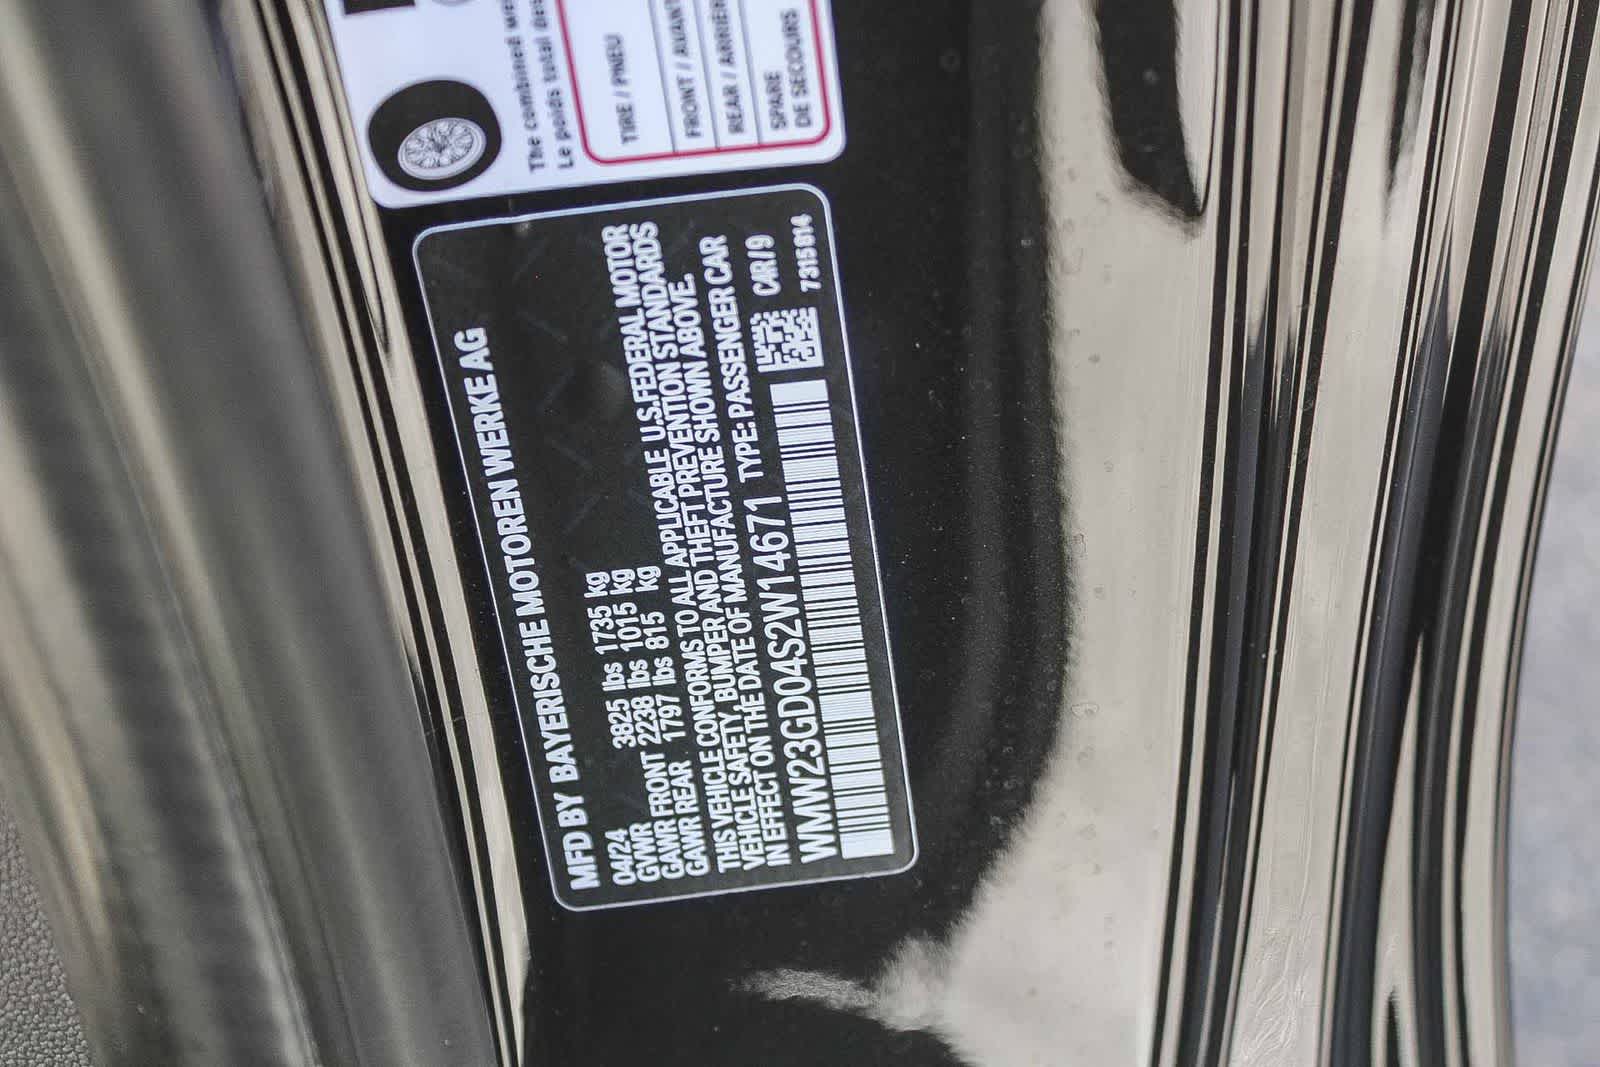 MFD BY BAYERISCHE MOTOREN WERKE AG
04/24
GVWR 3825 lbs 1735 kg
GAWR FRONT 2238 lbs 1015 kg
GAWR REAR 1797 lbs 815 kg
THIS VEHICLE CONFORMS TO ALL APPLICABLE U.S.FEDERAL MOTOR
VEHICLE SAFETY, BUMPER AND THEFT PREVENTION STANDARDS
IN EFFECT ON THE DATE OF MANUFACTURE SHOWN ABOVE.
WMW23GD04S2W14671 TYPE: PASSENGER CAR
C4R/9
7315814
The combined
Le poids total
TIRE / PNEU
FRONT / AVANT
REAR / ARRIÈRE
SPARE
DE SECOURS